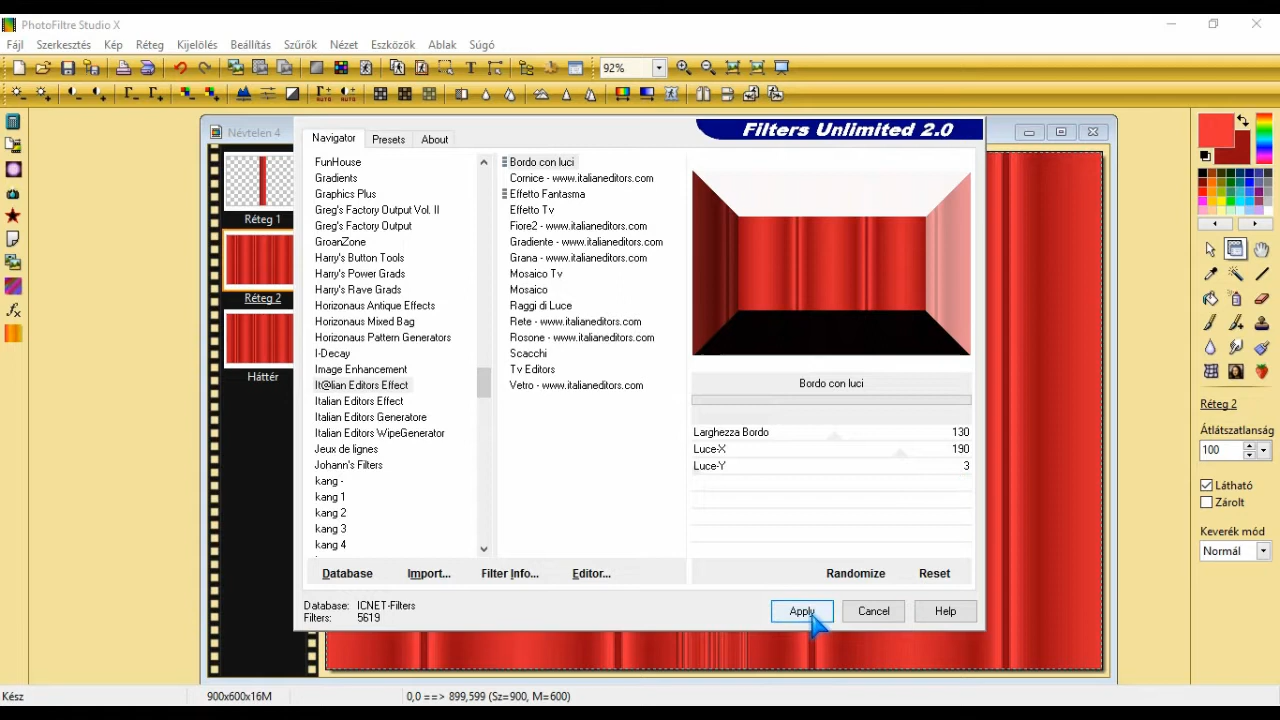 PhotoFiltre Studio X
Fájl Szerkesztés Kép Réteg Kijelölés Beállítás Szűrők Nézet Eszközök Ablak Súgó
92%
Névtelen 4
Réteg 1
Réteg 2
Háttér
Filters Unlimited 2.0
Navigator Presets About
FunHouse
Gradients
Graphics Plus
Greg's Factory Output Vol. II
Greg's Factory Output
GroanZone
Harry's Button Tools
Harry's Power Grads
Harry's Rave Grads
Horizonaus Antique Effects
Horizonaus Mixed Bag
Horizonaus Pattern Generators
I-Decay
Image Enhancement
It@lian Editors Effect
Italian Editors Effect
Italian Editors Generatore
Italian Editors WipeGenerator
Jeux de lignes
Johann's Filters
kang -
kang 1
kang 2
kang 3
kang 4
Bordo con luci
Cornice - www.italianeditors.com
Effetto Fantasma
Effetto Tv
Fiore2 - www.italianeditors.com
Gradiente - www.italianeditors.com
Grana - www.italianeditors.com
Mosaico Tv
Mosaico
Raggi di Luce
Rete - www.italianeditors.com
Rosone - www.italianeditors.com
Scacchi
Tv Editors
Vetro - www.italianeditors.com
Bordo con luci
Larghezza Bordo 130
Luce-X 190
Luce-Y 3
Database Import... Filter Info... Editor... Randomize Reset
Database: ICNET-Filters
Filters: 5619
Apply Cancel Help
Réteg 2
Átlátszatlanság
100
Látható
Zárolt
Keverék mód
Normál
Kész 900x600x16M 0,0 ==> 899,599 (Sz=900, M=600)